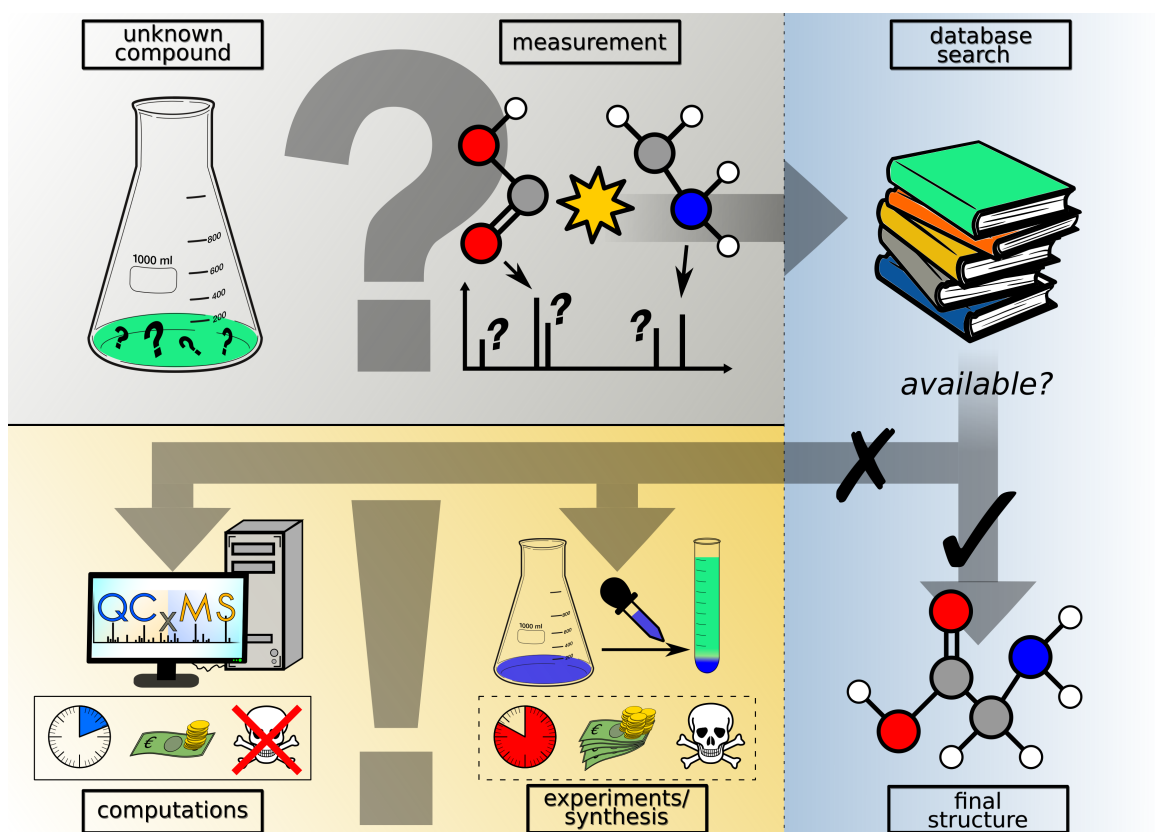 unknown
compound
measurement
database
search
800
600
400
200
1000 ml
? ? ? ?
?
? ? ?
available?
✗
✓
QCxMS
1000 ml
€
€
computations
experiments/
synthesis
final
structure